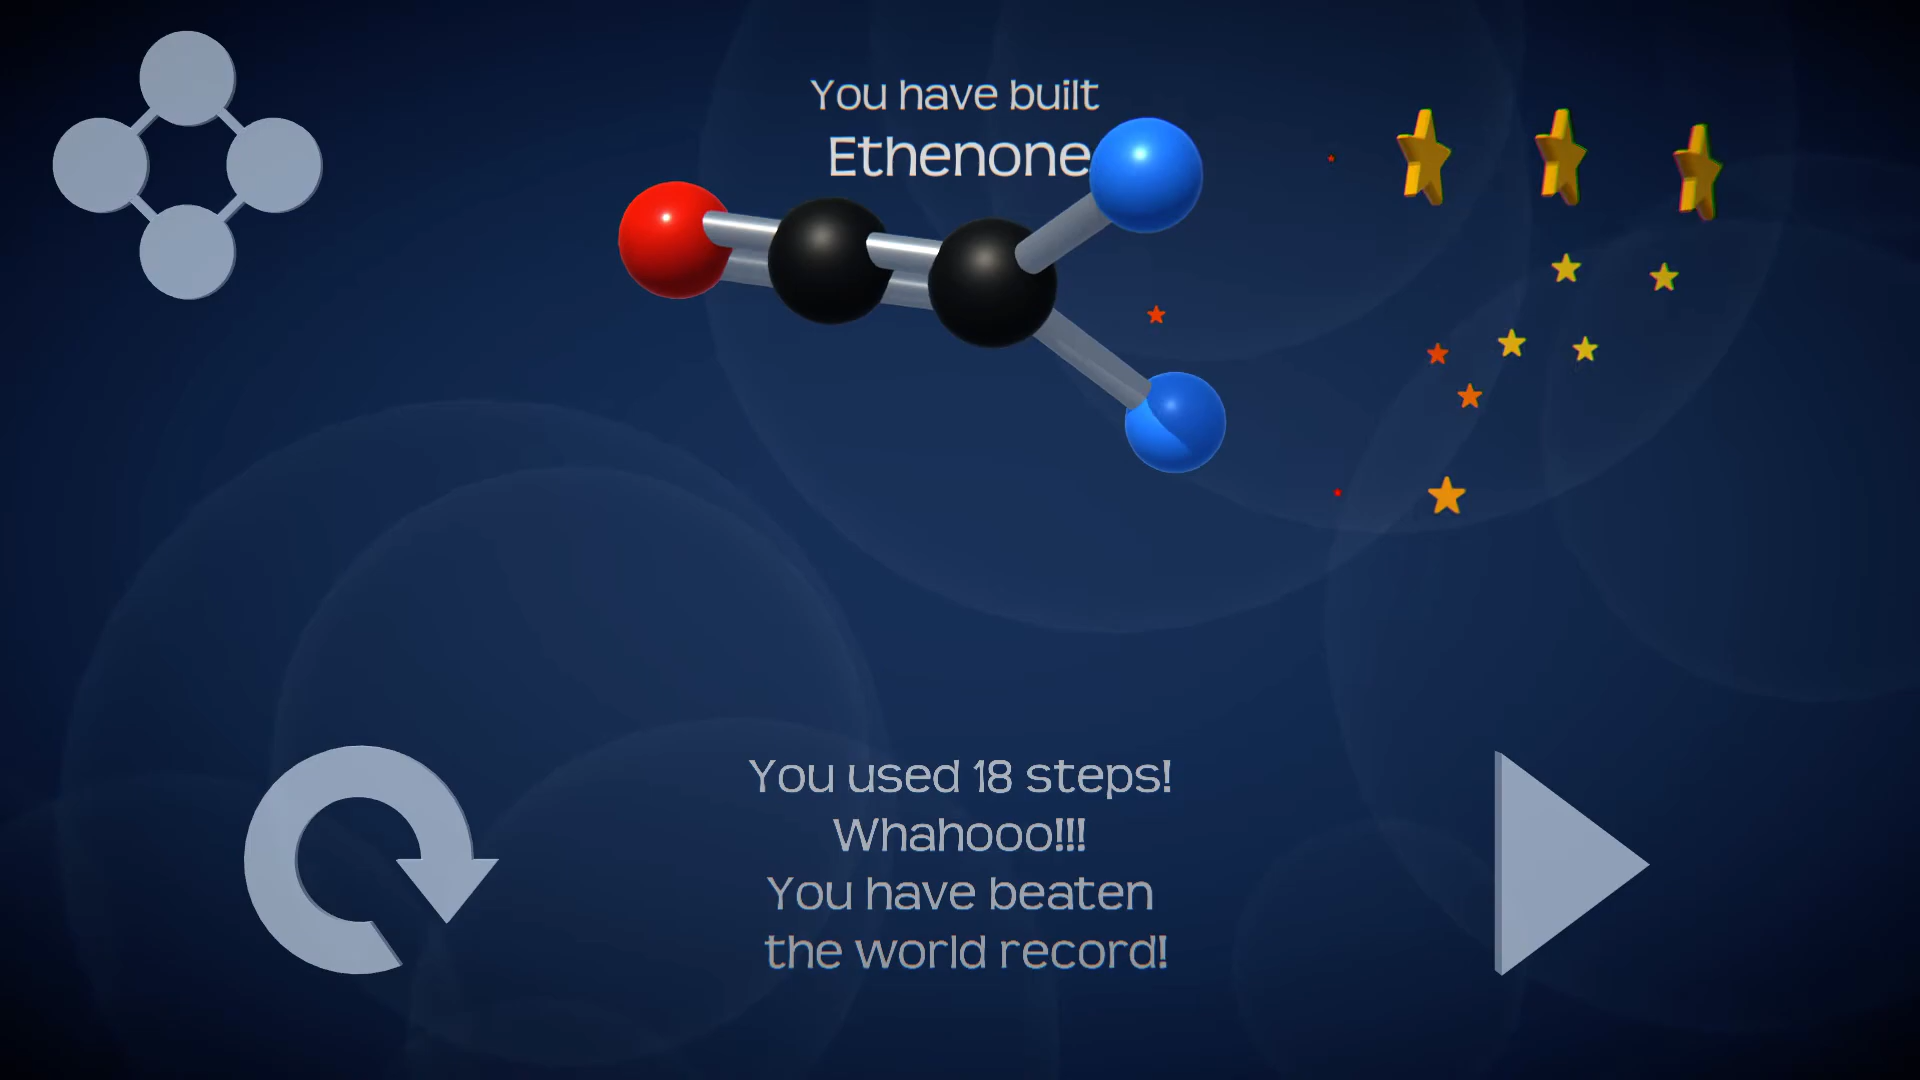 You have built
Ethenone
You used 18 steps!
Whahooo!!!
You have beaten
the world record!